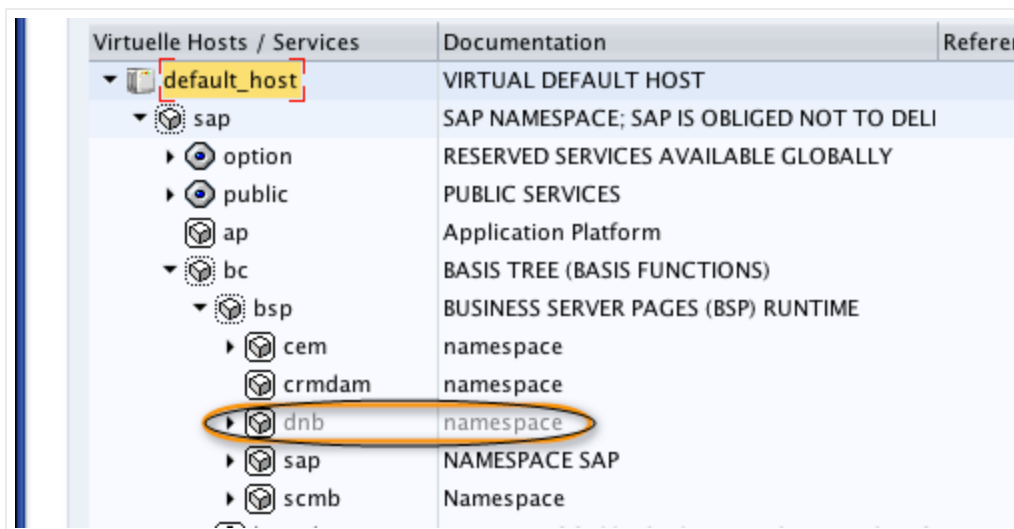 Virtuelle Hosts / Services Documentation Refere
default_host VIRTUAL DEFAULT HOST
sap SAP NAMESPACE; SAP IS OBLIGED NOT TO DELI
option RESERVED SERVICES AVAILABLE GLOBALLY
public PUBLIC SERVICES
ap Application Platform
bc BASIS TREE (BASIS FUNCTIONS)
bsp BUSINESS SERVER PAGES (BSP) RUNTIME
cem namespace
crmdam namespace
dnb namespace
sap NAMESPACE SAP
scmb Namespace